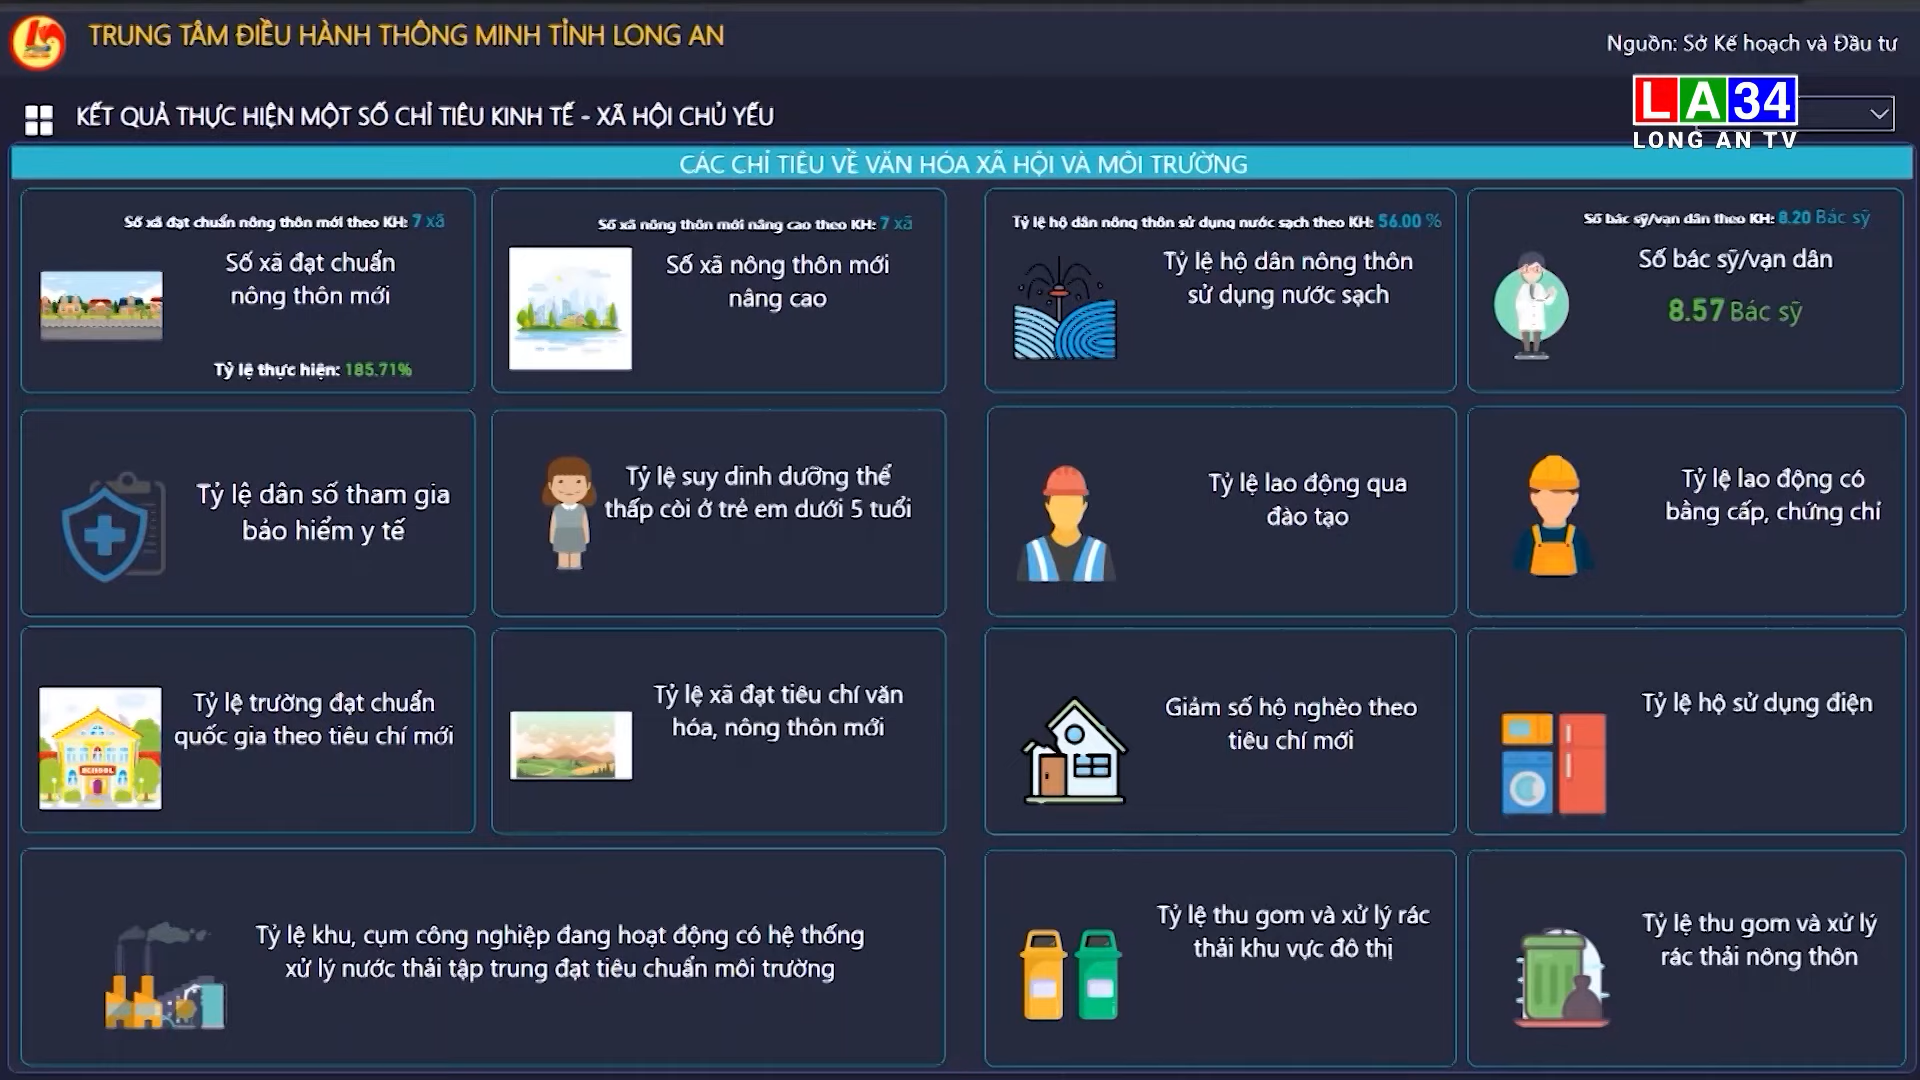 TRUNG TÂM ĐIỀU HÀNH THÔNG MINH TỈNH LONG AN
Nguồn: Sở Kế hoạch và Đầu tư
LA34
LONG AN TV
KẾT QUẢ THỰC HIỆN MỘT SỐ CHỈ TIÊU KINH TẾ - XÃ HỘI CHỦ YẾU
CÁC CHỈ TIÊU VỀ VĂN HÓA XÃ HỘI VÀ MÔI TRƯỜNG
Số xã đạt chuẩn nông thôn mới theo KH: 7 xã
Số xã đạt chuẩn
nông thôn mới
Tỷ lệ thực hiện: 185.71%
Số xã nông thôn mới nâng cao theo KH: 7 xã
Số xã nông thôn mới
nâng cao
Tỷ lệ hộ dân nông thôn sử dụng nước sạch theo KH: 56.00 %
Tỷ lệ hộ dân nông thôn
sử dụng nước sạch
Số bác sỹ/vạn dân theo KH: 8.20 Bác sỹ
Số bác sỹ/vạn dân
8.57 Bác sỹ
Tỷ lệ dân số tham gia
bảo hiểm y tế
Tỷ lệ suy dinh dưỡng thể
thấp còi ở trẻ em dưới 5 tuổi
Tỷ lệ lao động qua
đào tạo
Tỷ lệ lao động có
bằng cấp, chứng chỉ
SCHOOL
Tỷ lệ trường đạt chuẩn
quốc gia theo tiêu chí mới
Tỷ lệ xã đạt tiêu chí văn
hóa, nông thôn mới
Giảm số hộ nghèo theo
tiêu chí mới
Tỷ lệ hộ sử dụng điện
Tỷ lệ khu, cụm công nghiệp đang hoạt động có hệ thống
xử lý nước thải tập trung đạt tiêu chuẩn môi trường
Tỷ lệ thu gom và xử lý rác
thải khu vực đô thị
Tỷ lệ thu gom và xử lý
rác thải nông thôn